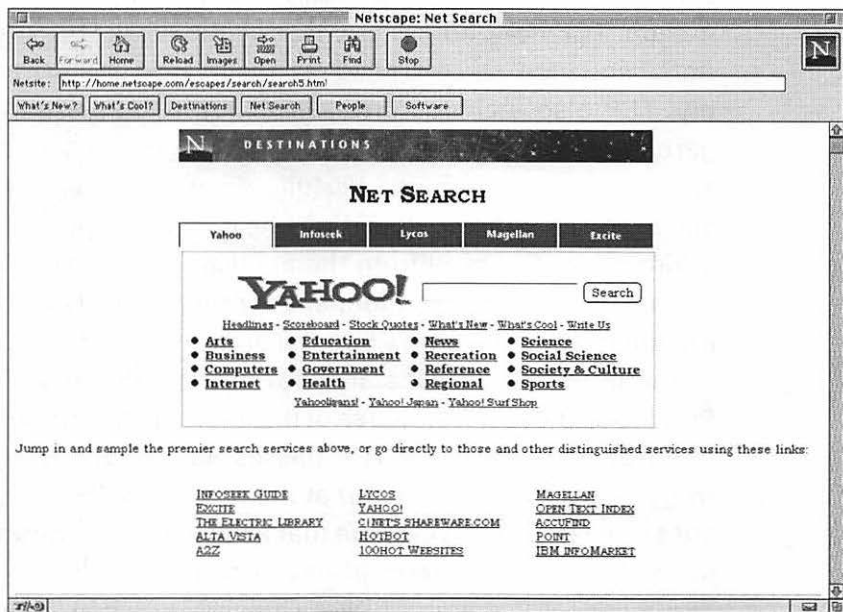 Netscape: Net Search
Back Forward Home Reload Images Open Print Find Stop
N
Netsite: http://home.netscape.com/escapes/search/search5.html
What's New? What's Cool? Destinations Net Search People Software
N DESTINATIONS
NET SEARCH
Yahoo Infoseek Lycos Magellan Excite
YAHOO! Search
Headlines - Scoreboard - Stock Quotes - What's New - What's Cool - Write Us
• Arts • Education • News • Science
• Business • Entertainment • Recreation • Social Science
• Computers • Government • Reference • Society & Culture
• Internet • Health • Regional • Sports
Yahooligans! - Yahoo! Japan - Yahoo! Surf Shop
Jump in and sample the premier search services above, or go directly to those and other distinguished services using these links:
INFOSEEK GUIDE LYCOS MAGELLAN
EXCITE YAHOO! OPEN TEXT INDEX
THE ELECTRIC LIBRARY C|NET'S SHAREWARE.COM ACCUFIND
ALTA VISTA HOTBOT POINT
A2Z 100HOT WEBSITES IBM INFOMARKET